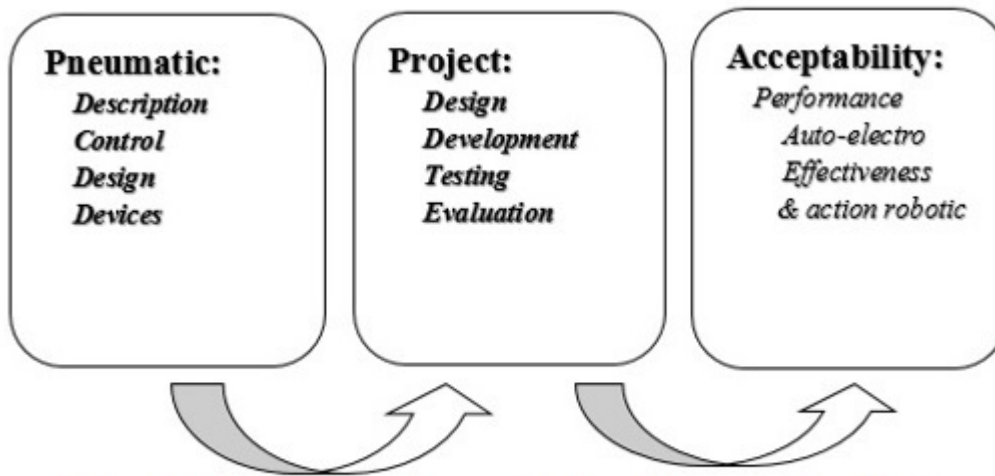 Pneumatic:
Description
Control
Design
Devices
Project:
Design
Development
Testing
Evaluation
Acceptability:
Performance
Auto-electro
Effectiveness
& action robotic